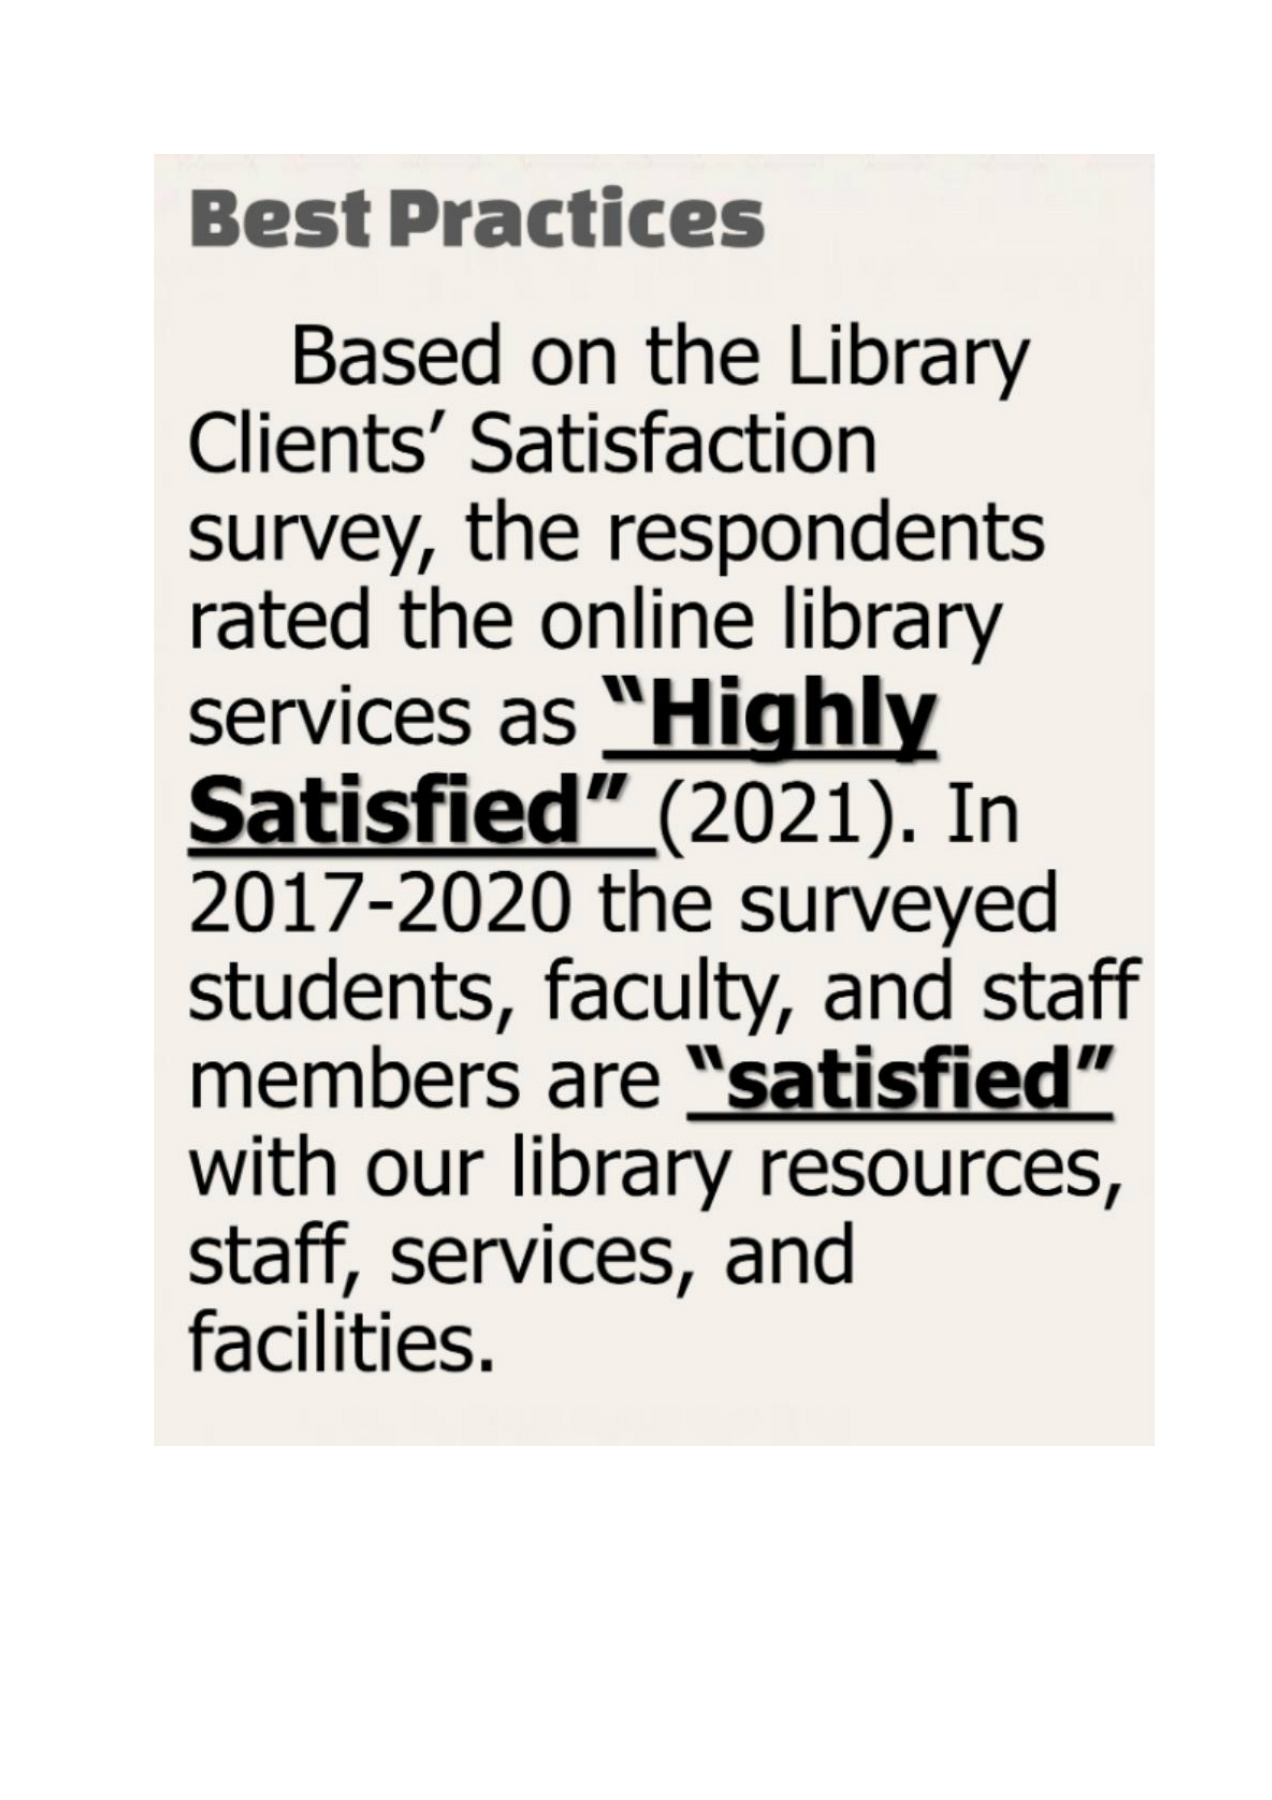 Best Practices
Based on the Library
Clients’ Satisfaction
survey, the respondents
rated the online library
services as “Highly
Satisfied” (2021). In
2017-2020 the surveyed
students, faculty, and staff
members are “satisfied”
with our library resources,
staff, services, and
facilities.